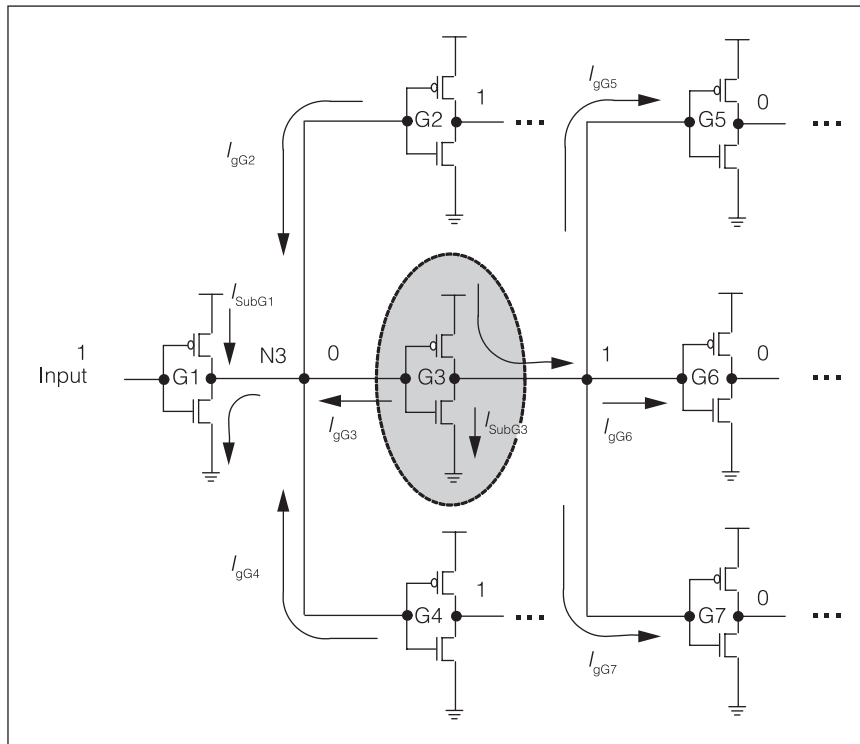 I_gG5
1
0
G2
G5
I_gG2
I_SubG1
1
N3
0
1
0
Input
G1
G3
G6
I_gG3
I_SubG3
I_gG6
I_gG4
1
0
G4
G7
I_gG7